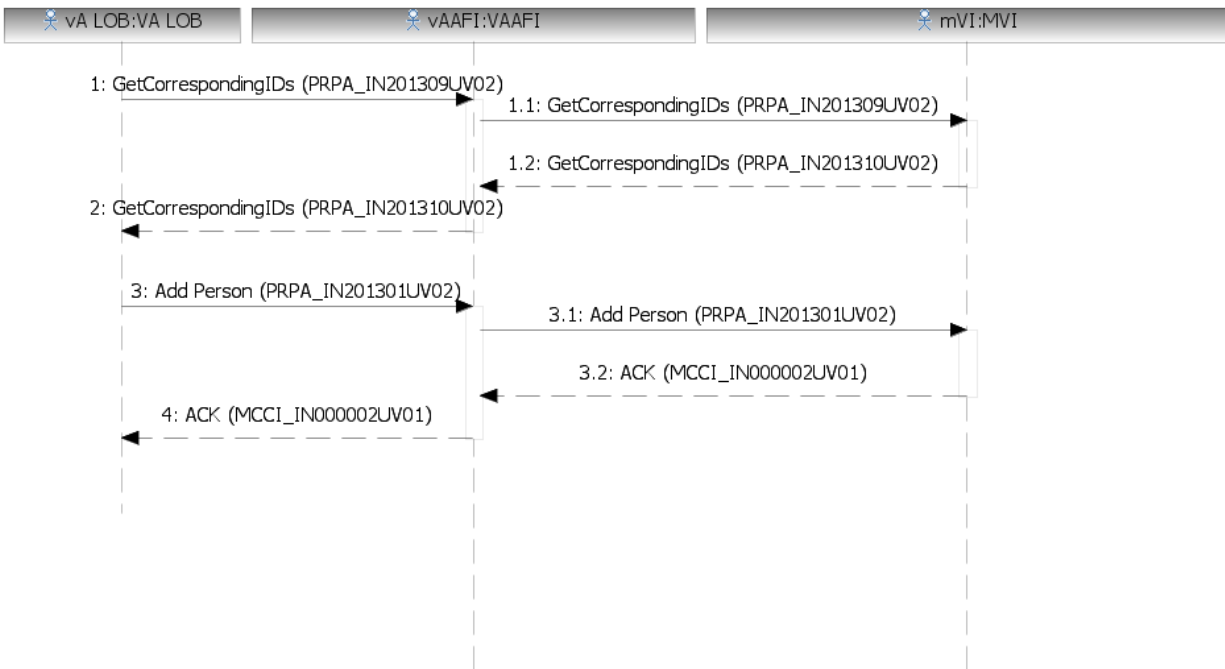 vA LOB:VA LOB
vAAFI:VAAFI
mVI:MVI
1: GetCorrespondingIDs (PRPA_IN201309UV02)
1.1: GetCorrespondingIDs (PRPA_IN201309UV02)
1.2: GetCorrespondingIDs (PRPA_IN201310UV02)
2: GetCorrespondingIDs (PRPA_IN201310UV02)
3: Add Person (PRPA_IN201301UV02)
3.1: Add Person (PRPA_IN201301UV02)
3.2: ACK (MCCI_IN000002UV01)
4: ACK (MCCI_IN000002UV01)